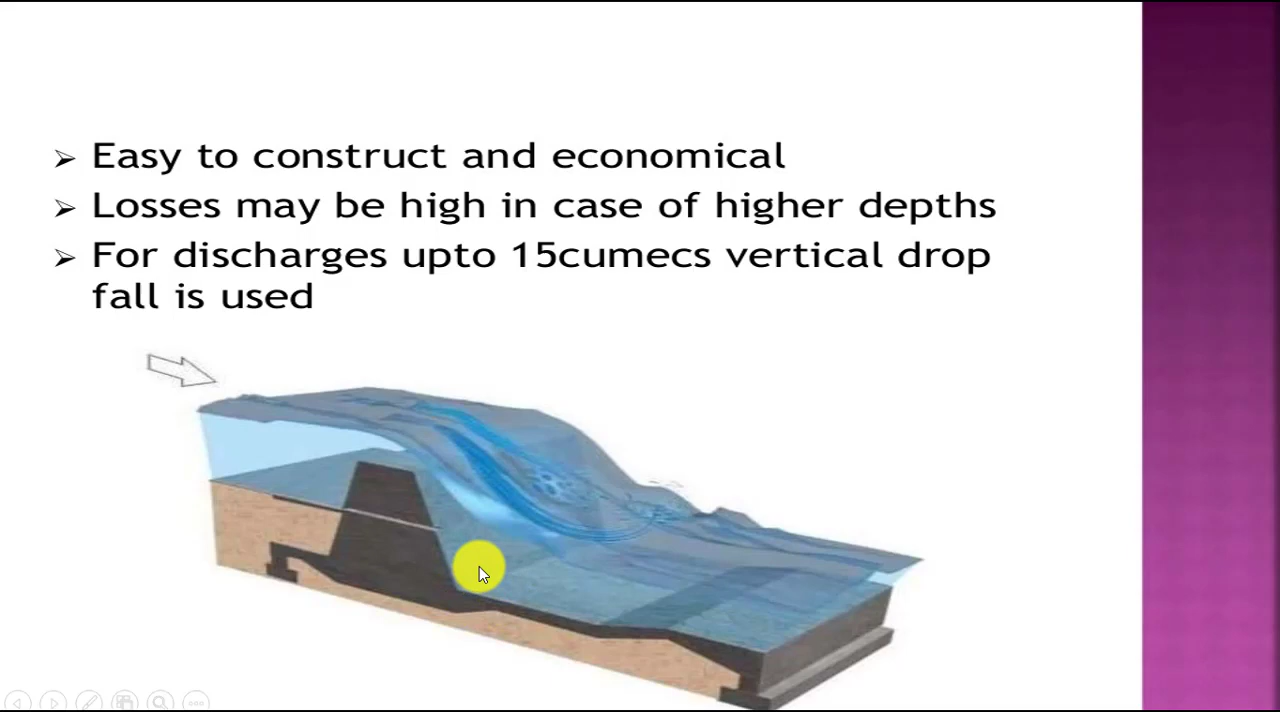 ➢ Easy to construct and economical
➢ Losses may be high in case of higher depths
➢ For discharges upto 15cumecs vertical drop
fall is used